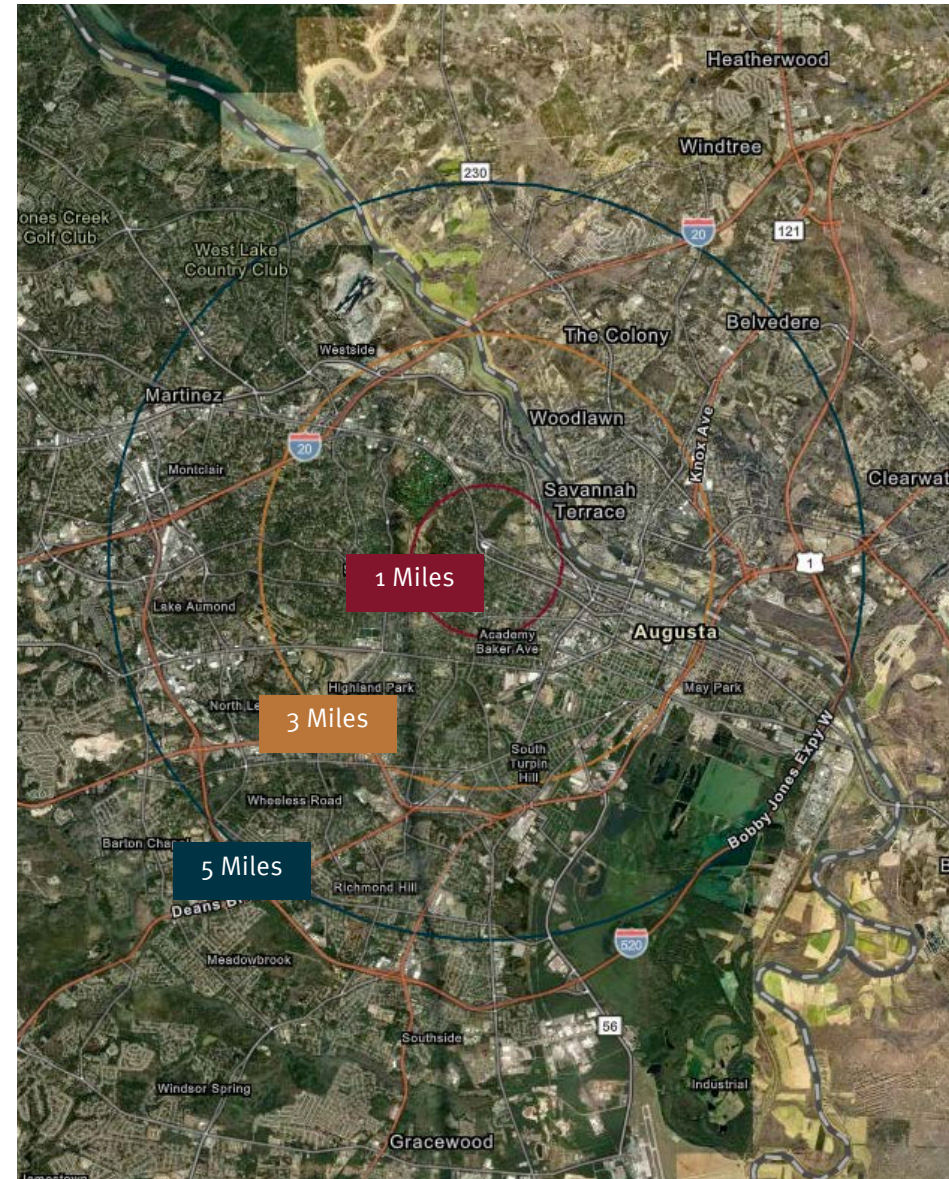 Heatherwood
Windtree
230
ones Creek
Golf Club
20
121
West Lake
Country Club
The Colony
Belvedere
Westside
Martinez
Woodlawn
Knox Ave
20
Montclair
Savannah
Terrace
Clearwat
1 Miles
1
Lake Aumond
Academy
Baker Ave
Augusta
Highland Park
May Park
North Le
3 Miles
South
Turpin
Hill
Bobby Jones Expy W
Wheeless Road
Barton Chapel
5 Miles
B
Richmond Hill
Deans B
520
Meadowbrook
56
Southside
Industrial
Windsor Spring
Gracewood
Jamestown